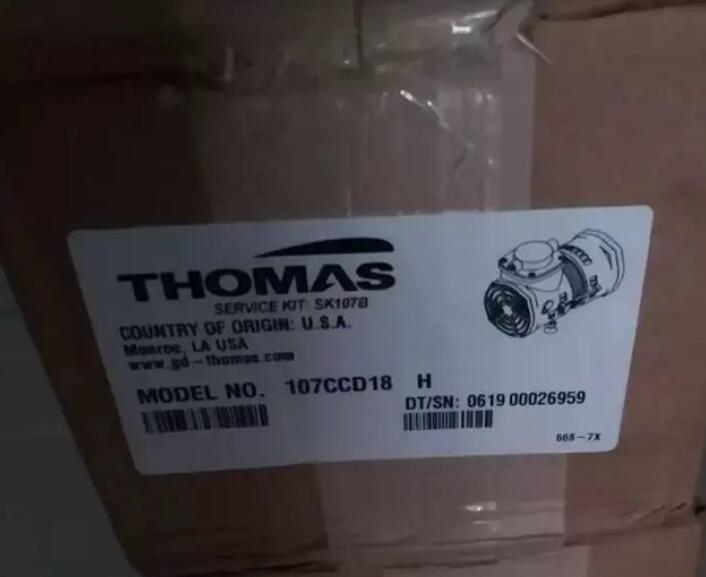 THOMAS
SERVICE KIT: SK107B
COUNTRY OF ORIGIN: U.S.A.
Monroe, LA USA
www.gd-thomas.com
MODEL NO. 107CCD18 H
DT/SN: 0619 00026959
668-7X